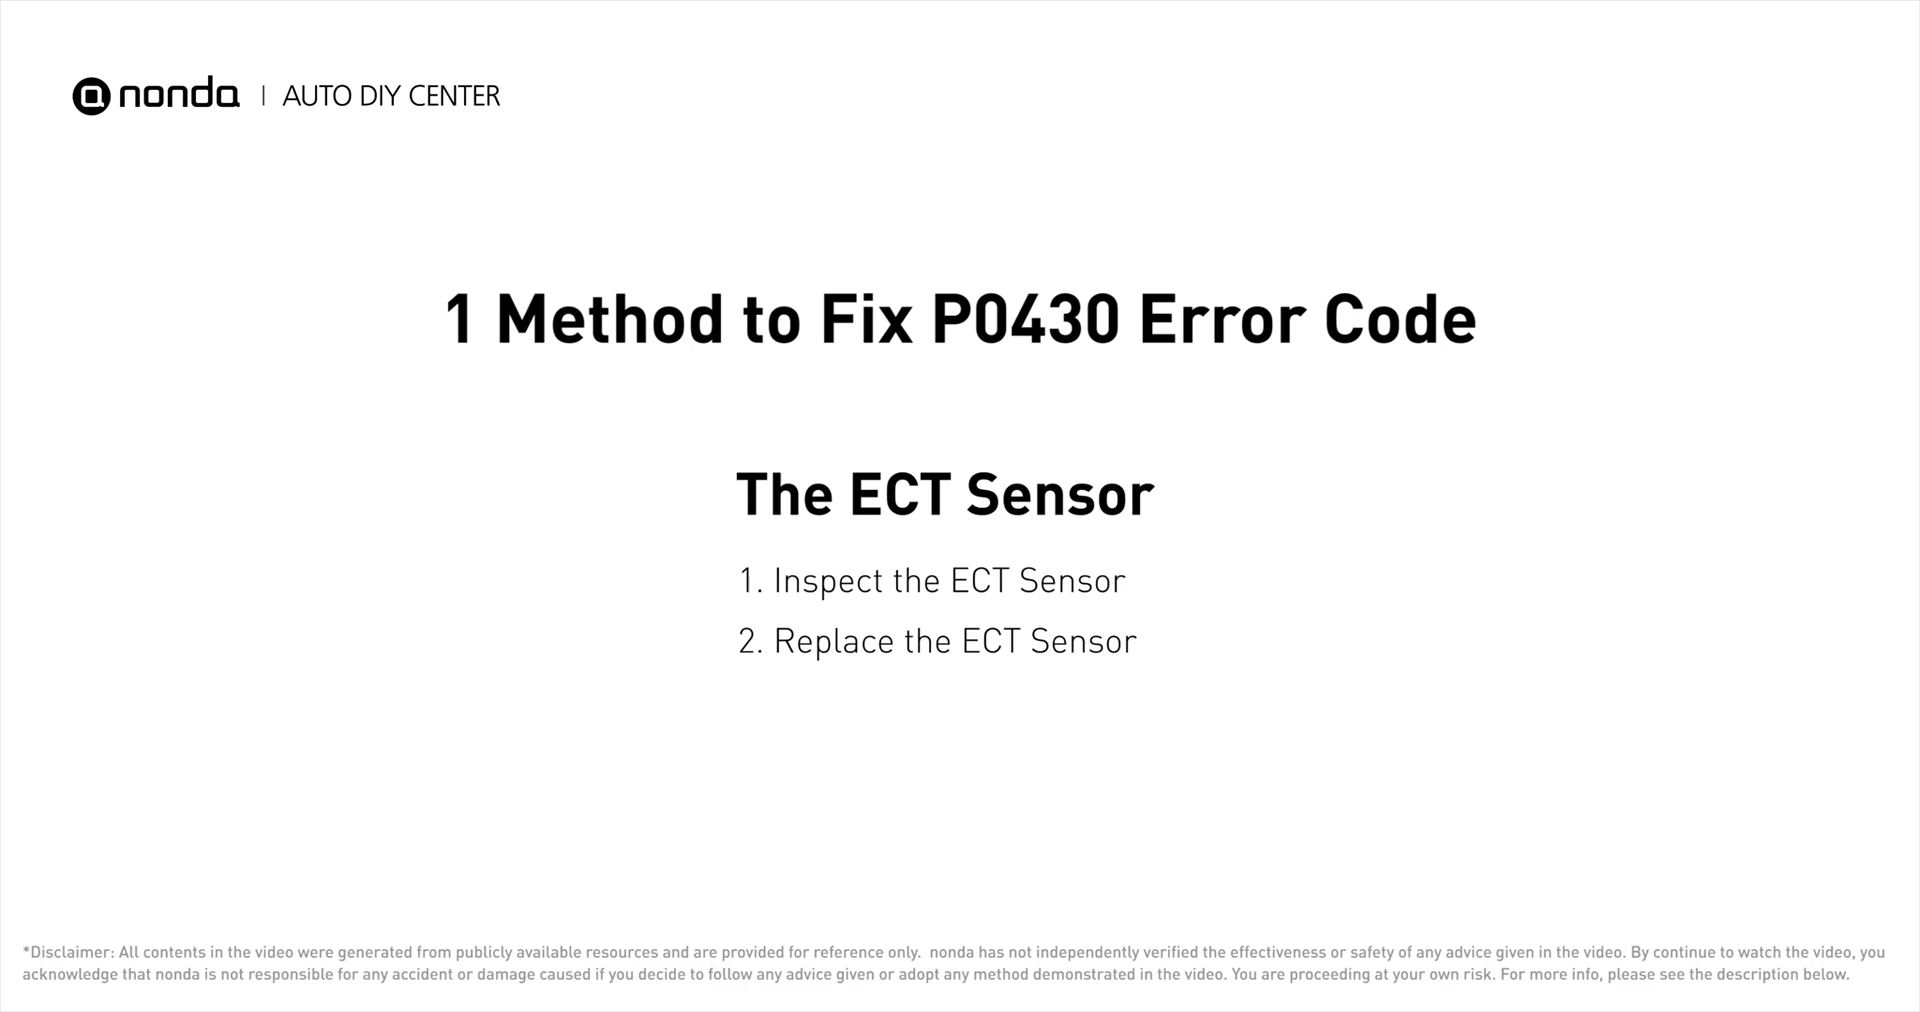 nonda | AUTO DIY CENTER
1 Method to Fix P0430 Error Code
The ECT Sensor
1. Inspect the ECT Sensor
2. Replace the ECT Sensor
*Disclaimer: All contents in the video were generated from publicly available resources and are provided for reference only.  nonda has not independently verified the effectiveness or safety of any advice given in the video. By continue to watch the video, you
acknowledge that nonda is not responsible for any accident or damage caused if you decide to follow any advice given or adopt any method demonstrated in the video. You are proceeding at your own risk. For more info, please see the description below.